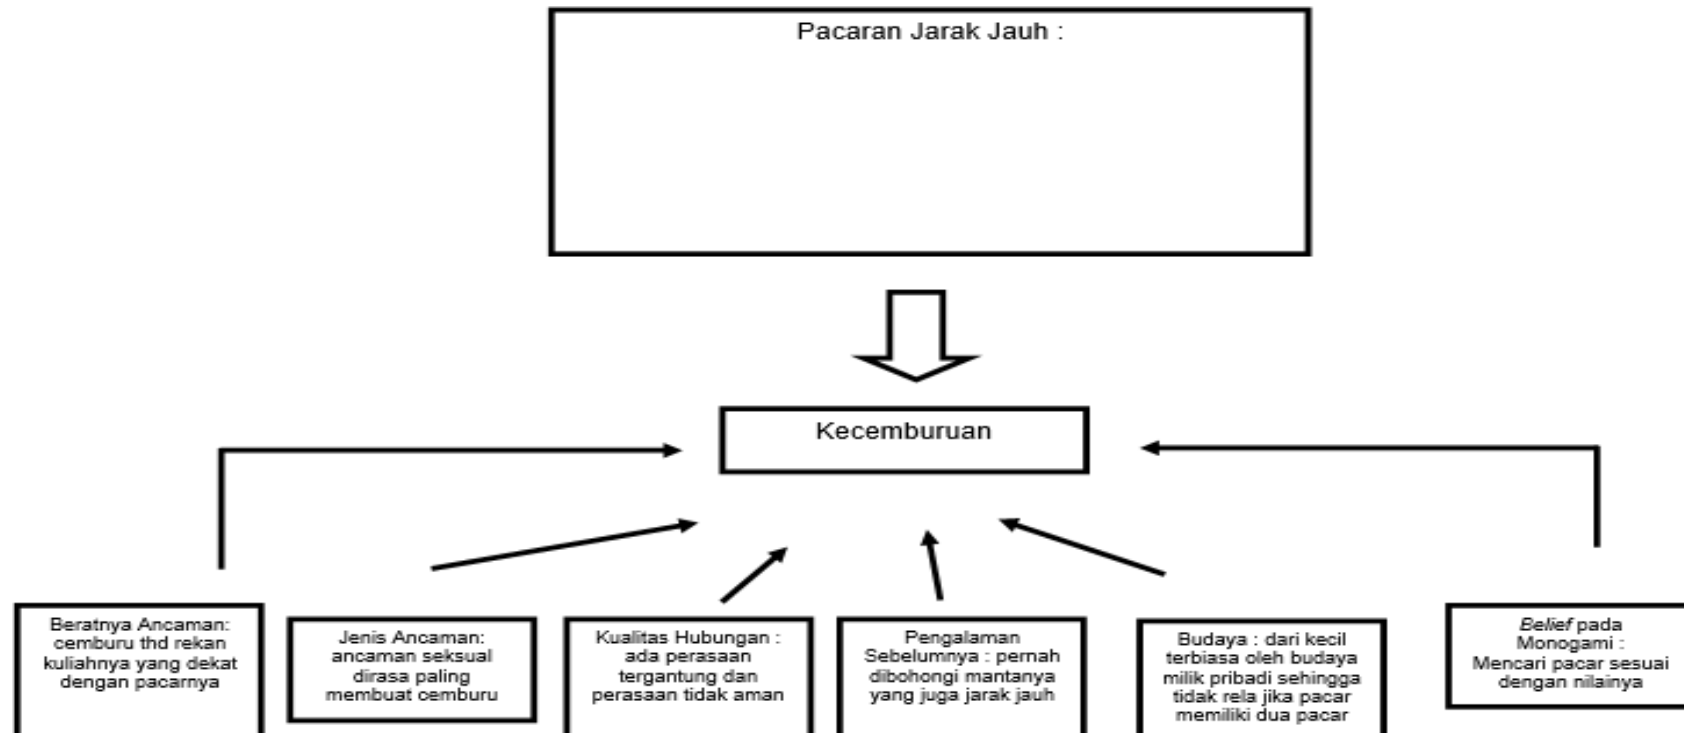 Pacaran Jarak Jauh :
Kecemburuan
Beratnya Ancaman:
cemburu thd rekan
kuliahnya yang dekat
dengan pacarnya
Jenis Ancaman:
ancaman seksual
dirasa paling
membuat cemburu
Kualitas Hubungan :
ada perasaan
tergantung dan
perasaan tidak aman
Pengalaman
Sebelumnya : pernah
dibohongi mantanya
yang juga jarak jauh
Budaya : dari kecil
terbiasa oleh budaya
milik pribadi sehingga
tidak rela jika pacar
memiliki dua pacar
Belief pada
Monogami :
Mencari pacar sesuai
dengan nilainya